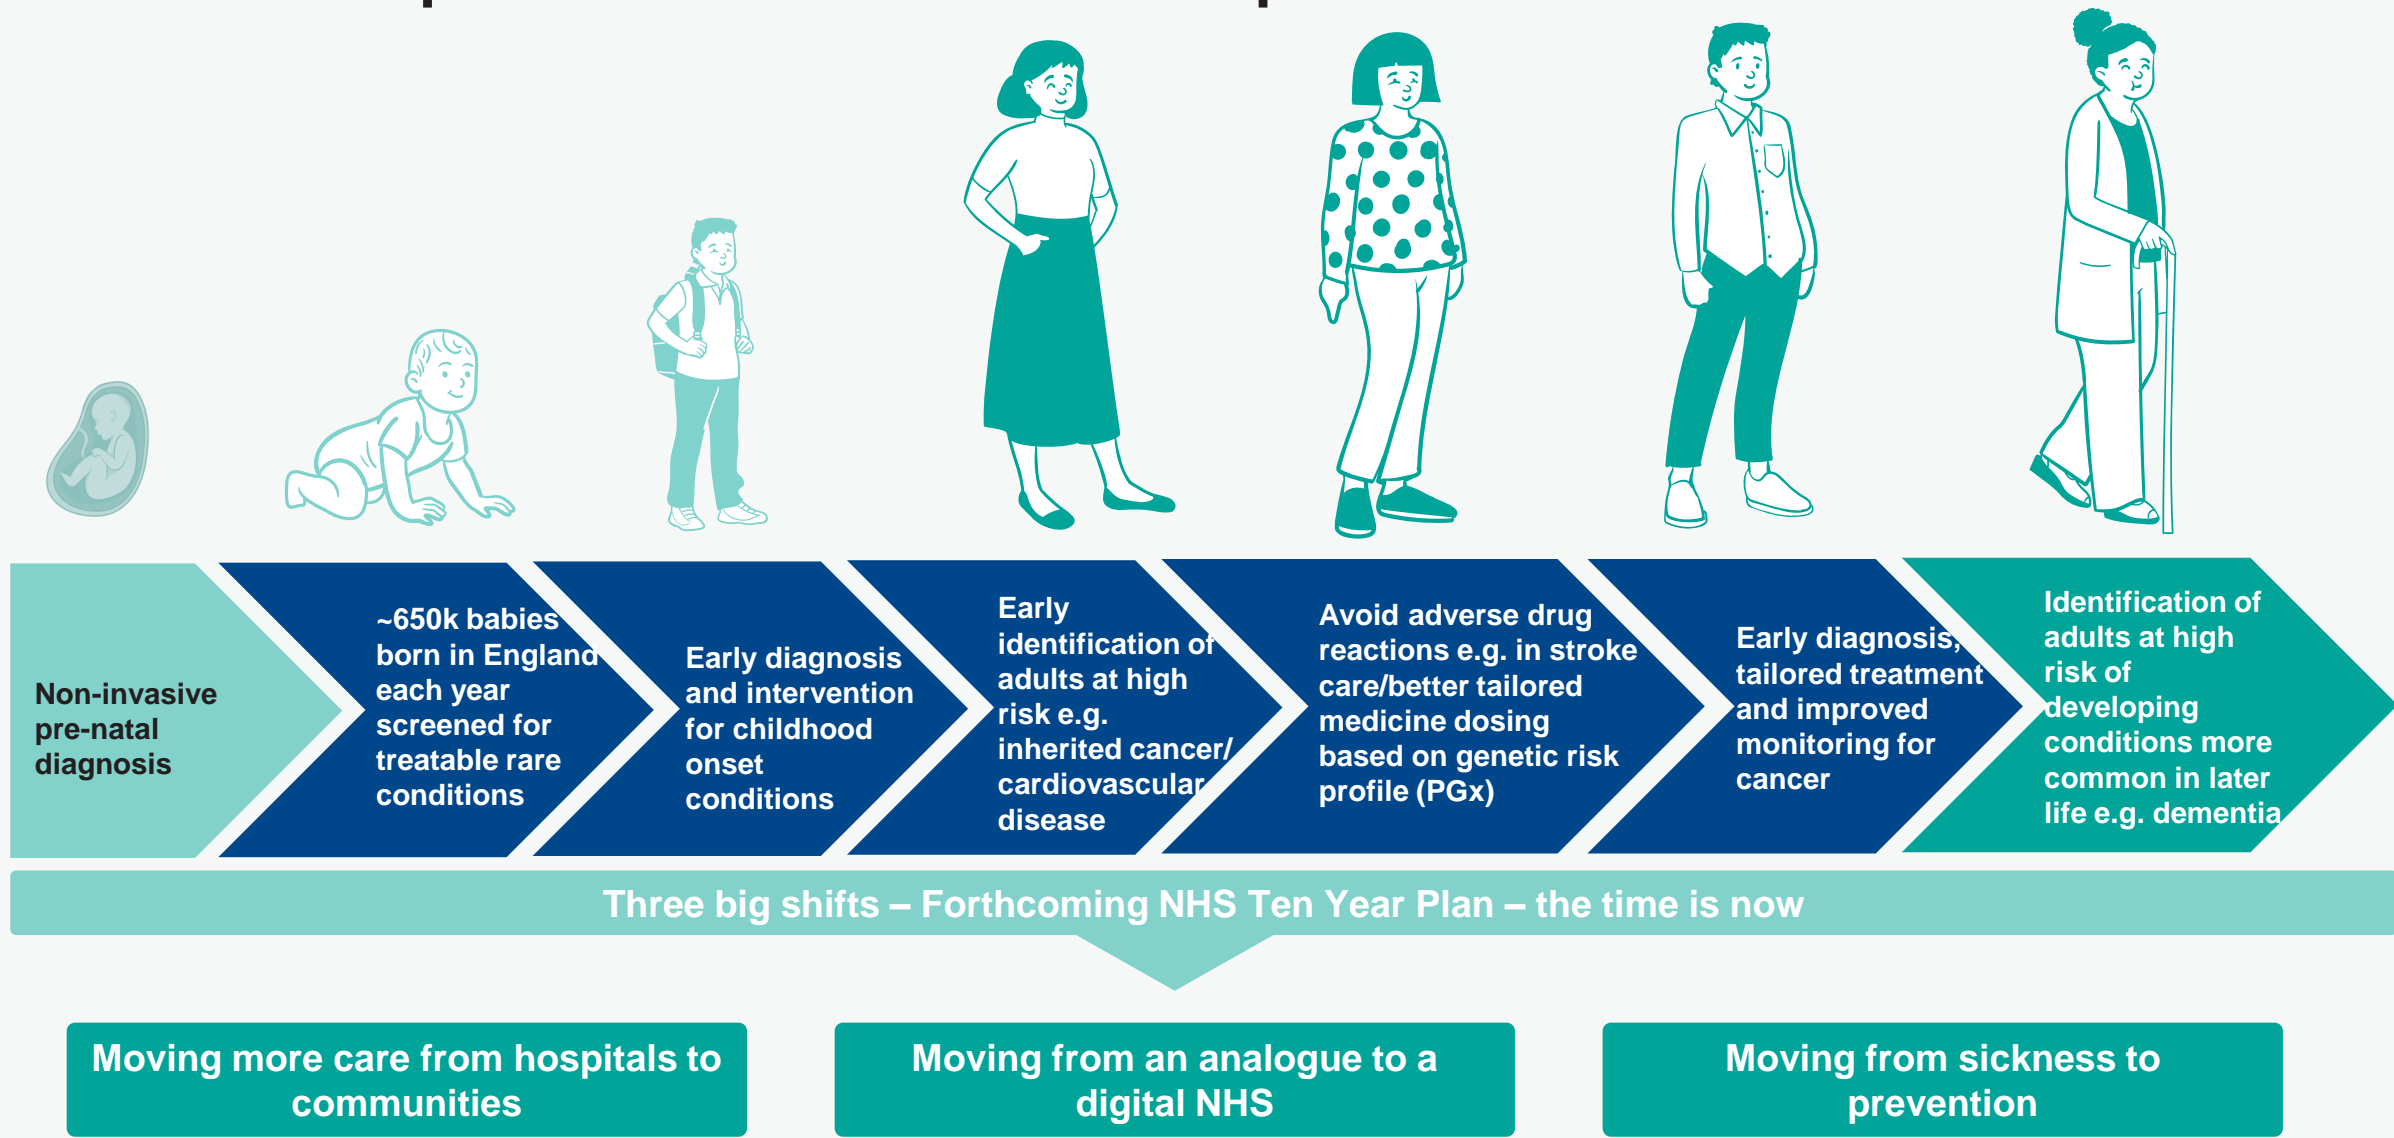 Non-invasive
pre-natal
diagnosis
~650k babies
born in England
each year
screened for
treatable rare
conditions
Early diagnosis
and intervention
for childhood
onset
conditions
Early
identification of
adults at high
risk e.g.
inherited cancer/
cardiovascular
disease
Avoid adverse drug
reactions e.g. in stroke
care/better tailored
medicine dosing
based on genetic risk
profile (PGx)
Early diagnosis,
tailored treatment
and improved
monitoring for
cancer
Identification of
adults at high
risk of
developing
conditions more
common in later
life e.g. dementia
Three big shifts – Forthcoming NHS Ten Year Plan – the time is now
Moving more care from hospitals to
communities
Moving from an analogue to a
digital NHS
Moving from sickness to
prevention